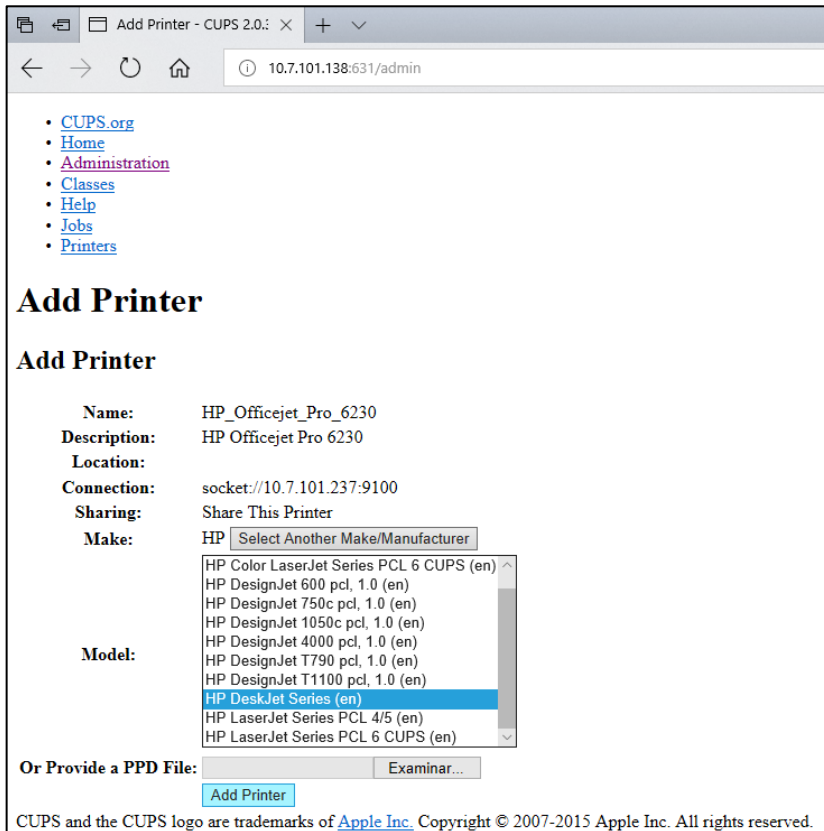 Add Printer - CUPS 2.0.:
10.7.101.138:631/admin
• CUPS.org
• Home
• Administration
• Classes
• Help
• Jobs
• Printers
Add Printer
Add Printer
Name: HP_Officejet_Pro_6230
Description: HP Officejet Pro 6230
Location:
Connection: socket://10.7.101.237:9100
Sharing: Share This Printer
Make: HP Select Another Make/Manufacturer
HP Color LaserJet Series PCL 6 CUPS (en)
HP DesignJet 600 pcl, 1.0 (en)
HP DesignJet 750c pcl, 1.0 (en)
HP DesignJet 1050c pcl, 1.0 (en)
HP DesignJet 4000 pcl, 1.0 (en)
Model: HP DesignJet T790 pcl, 1.0 (en)
HP DesignJet T1100 pcl, 1.0 (en)
HP DeskJet Series (en)
HP LaserJet Series PCL 4/5 (en)
HP LaserJet Series PCL 6 CUPS (en)
Or Provide a PPD File: Examinar...
Add Printer
CUPS and the CUPS logo are trademarks of Apple Inc. Copyright © 2007-2015 Apple Inc. All rights reserved.